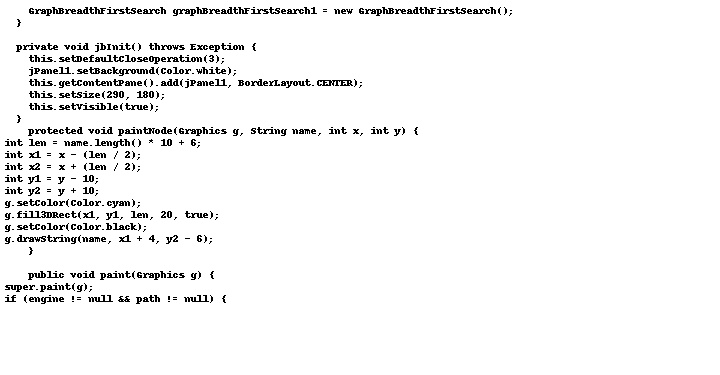 GraphBreadthFirstSearch graphBreadthFirstSearch1 = new GraphBreadthFirstSearch();
}
private void jbInit() throws Exception {
this.setDefaultCloseOperation(3);
jPanel1.setBackground(Color.white);
this.getContentPane().add(jPanel1, BorderLayout.CENTER);
this.setSize(290, 180);
this.setVisible(true);
}
protected void paintNode(Graphics g, String name, int x, int y) {
int len = name.length() * 10 + 6;
int x1 = x - (len / 2);
int x2 = x + (len / 2);
int y1 = y - 10;
int y2 = y + 10;
g.setColor(Color.cyan);
g.fill3DRect(x1, y1, len, 20, true);
g.setColor(Color.black);
g.drawString(name, x1 + 4, y2 - 6);
}
public void paint(Graphics g) {
super.paint(g);
if (engine != null && path != null) {